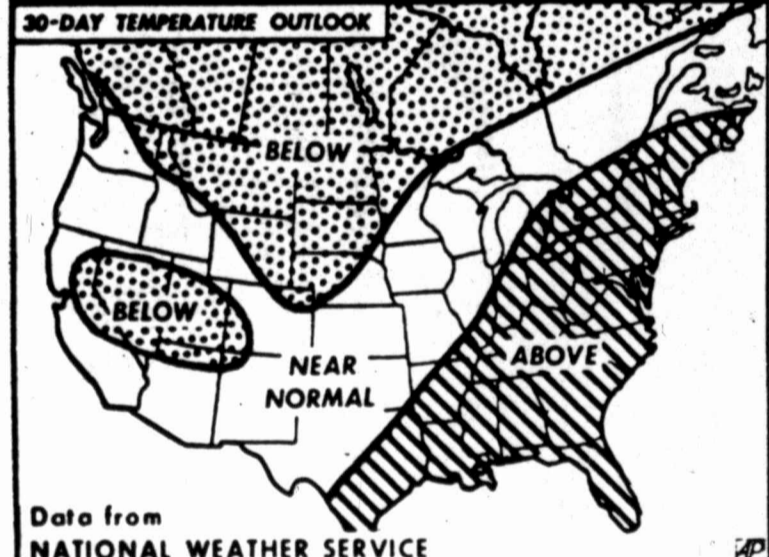 30-DAY TEMPERATURE OUTLOOK
BELOW
BELOW
ABOVE
NEAR
NORMAL
Data from
NATIONAL WEATHER SERVICE
AP